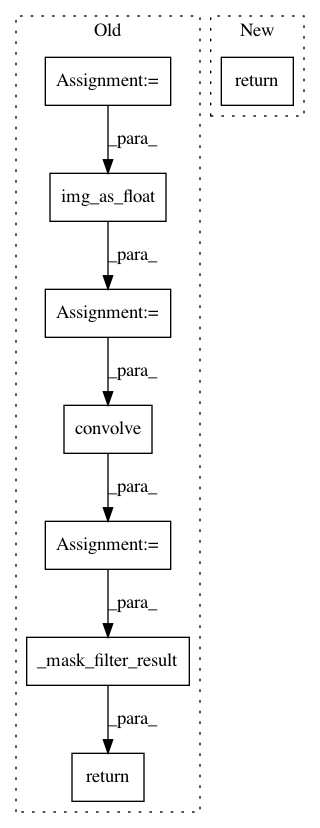 Old
New
Assignment:=
return
_para_
img_as_float
_para_
Assignment:=
_para_
convolve
_para_
Assignment:=
_para_
_mask_filter_result
_para_
return